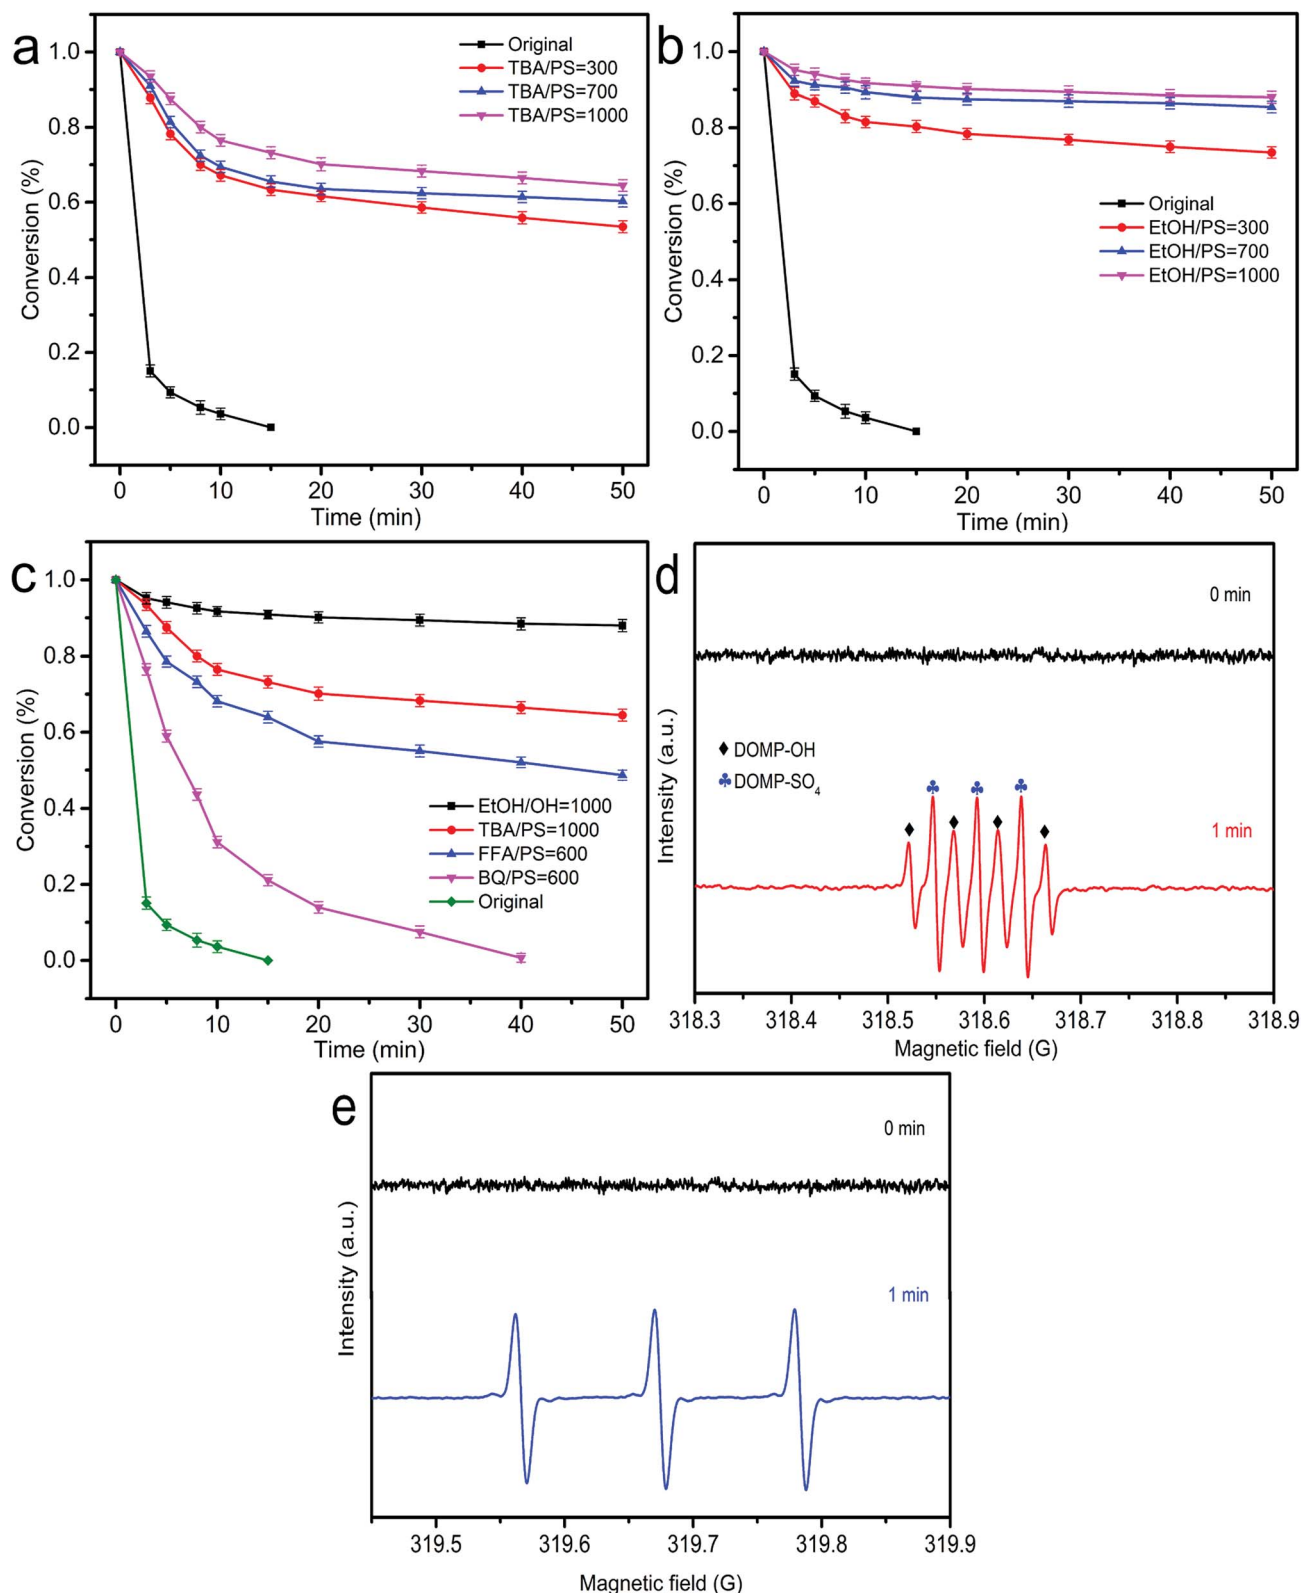 a
Original
TBA/PS=300
TBA/PS=700
TBA/PS=1000
1.0
0.8
0.6
0.4
0.2
0.0
Conversion (%)
0 10 20 30 40 50
Time (min)
b
1.0
0.8
0.6
0.4
0.2
0.0
Conversion (%)
Original
EtOH/PS=300
EtOH/PS=700
EtOH/PS=1000
0 10 20 30 40 50
Time (min)
c
1.0
0.8
0.6
0.4
0.2
0.0
Conversion (%)
EtOH/OH=1000
TBA/PS=1000
FFA/PS=600
BQ/PS=600
Original
0 10 20 30 40 50
Time (min)
d
0 min
Intensity (a.u.)
♦ DOMP-OH
♣ DOMP-SO₄
1 min
318.3 318.4 318.5 318.6 318.7 318.8 318.9
Magnetic field (G)
e
0 min
Intensity (a.u.)
1 min
319.5 319.6 319.7 319.8 319.9
Magnetic field (G)